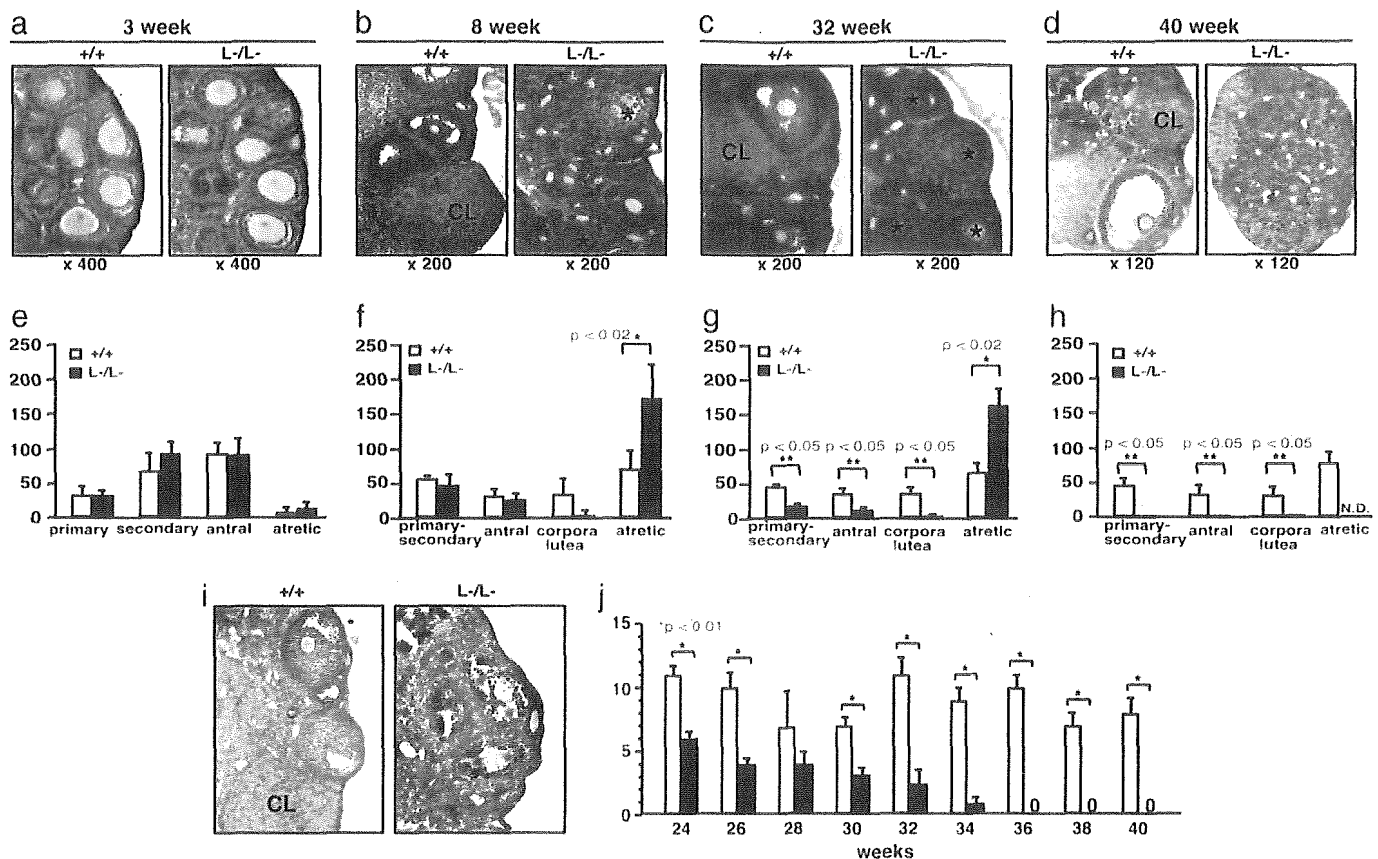 a 3 week
+/+ L-/L-
x 400 x 400
b 8 week
+/+ L-/L-
CL
*
x 200 x 200
c 32 week
+/+ L-/L-
CL
* * * *
x 200 x 200
d 40 week
+/+ L-/L-
CL
x 120 x 120
e
250
200
150
100
50
0
+/+
L-/L-
primary secondary antral atretic
f
250
200
150
100
50
0
+/+
L-/L-
p < 0.02 *
primary-secondary antral corpora lutea atretic
g
250
200
150
100
50
0
+/+
L-/L-
p < 0.02
*
p < 0.05 p < 0.05 p < 0.05
** ** **
primary-secondary antral corpora lutea atretic
h
250
200
150
100
50
0
+/+
L-/L-
p < 0.05 p < 0.05 p < 0.05
** ** **
N.D.
primary-secondary antral corpora lutea atretic
i
+/+ L-/L-
CL
j
15
10
5
0
*p < 0.01
* * * * * * * *
0 0 0
24 26 28 30 32 34 36 38 40
weeks